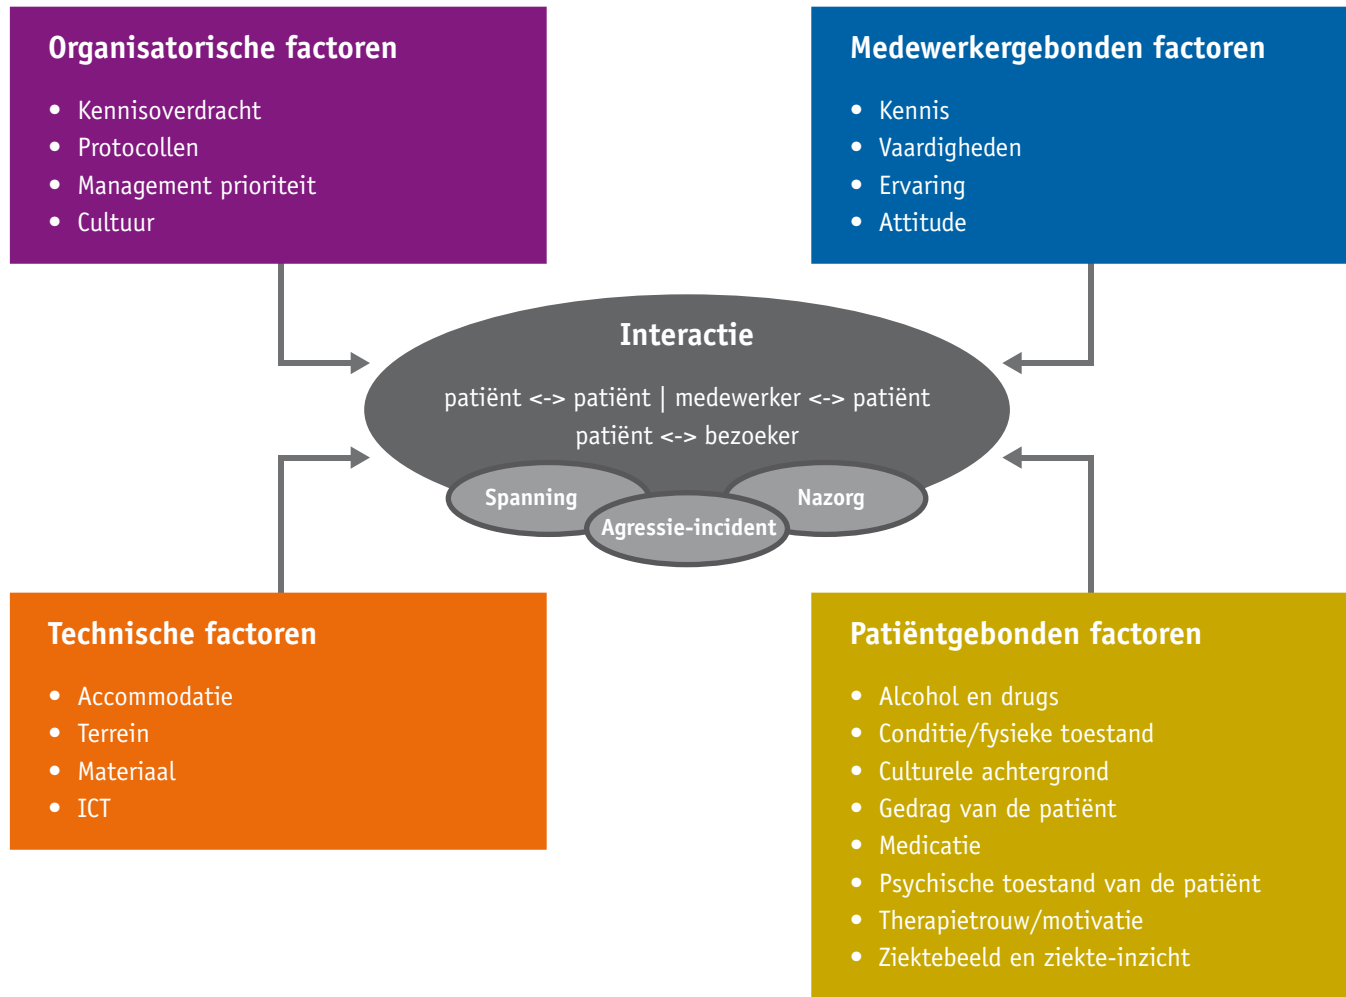 Organisatorische factoren
• Kennisoverdracht
• Protocollen
• Management prioriteit
• Cultuur
Medewerkergebonden factoren
• Kennis
• Vaardigheden
• Ervaring
• Attitude
Interactie
patiënt <-> patiënt | medewerker <-> patiënt
patiënt <-> bezoeker
Spanning
Agressie-incident
Nazorg
Technische factoren
• Accommodatie
• Terrein
• Materiaal
• ICT
Patiëntgebonden factoren
• Alcohol en drugs
• Conditie/fysieke toestand
• Culturele achtergrond
• Gedrag van de patiënt
• Medicatie
• Psychische toestand van de patiënt
• Therapietrouw/motivatie
• Ziektebeeld en ziekte-inzicht